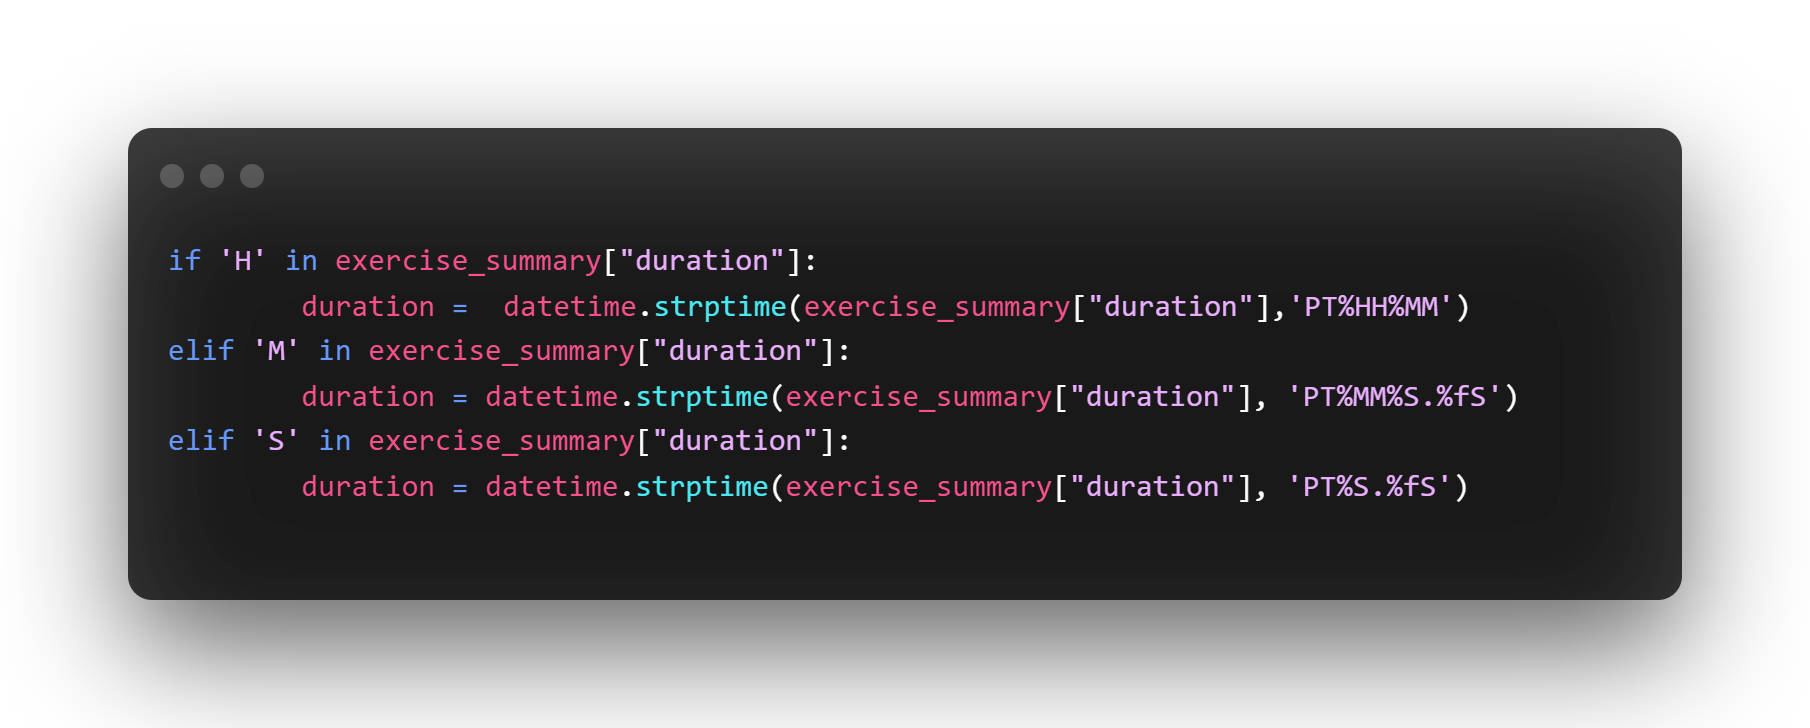 if 'H' in exercise_summary["duration"]:
        duration =  datetime.strptime(exercise_summary["duration"],'PT%HH%MM')
elif 'M' in exercise_summary["duration"]:
        duration = datetime.strptime(exercise_summary["duration"], 'PT%MM%S.%fS')
elif 'S' in exercise_summary["duration"]:
        duration = datetime.strptime(exercise_summary["duration"], 'PT%S.%fS')